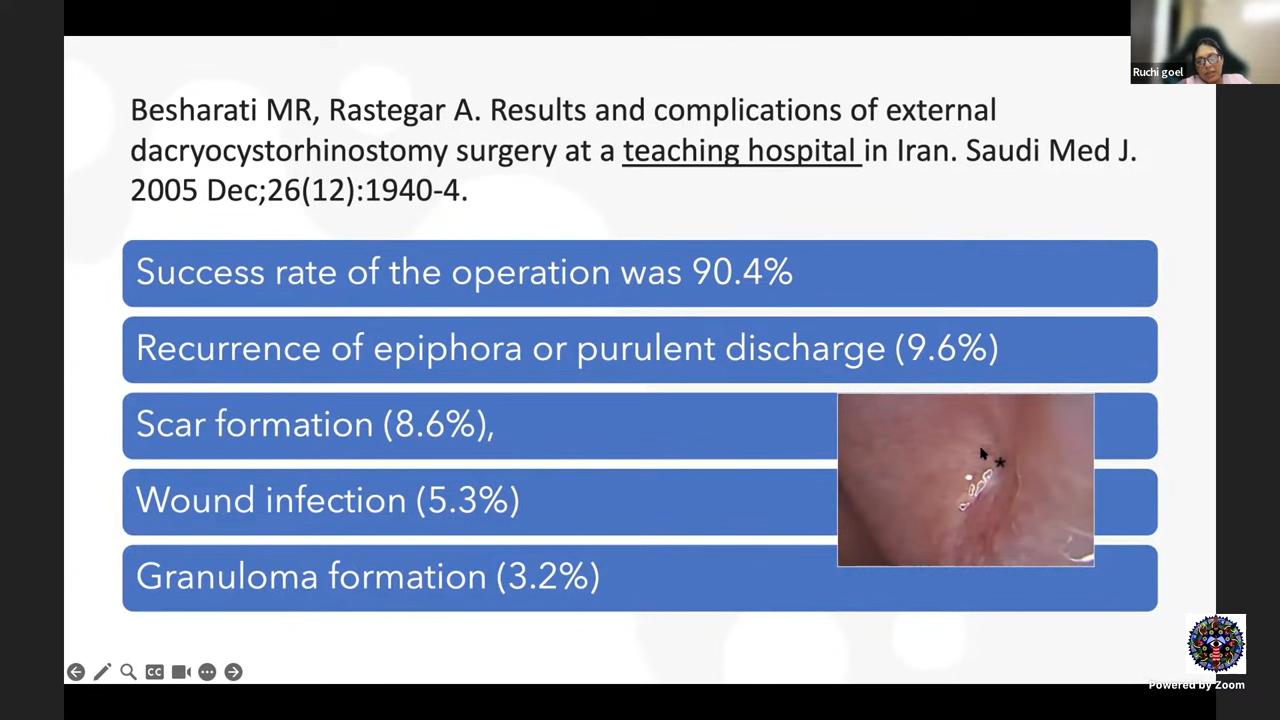 Ruchi goel
Besharati MR, Rastegar A. Results and complications of external
dacryocystorhinostomy surgery at a teaching hospital in Iran. Saudi Med J.
2005 Dec;26(12):1940-4.
Success rate of the operation was 90.4%
Recurrence of epiphora or purulent discharge (9.6%)
Scar formation (8.6%),
*
Wound infection (5.3%)
Granuloma formation (3.2%)
CC
Powered by Zoom